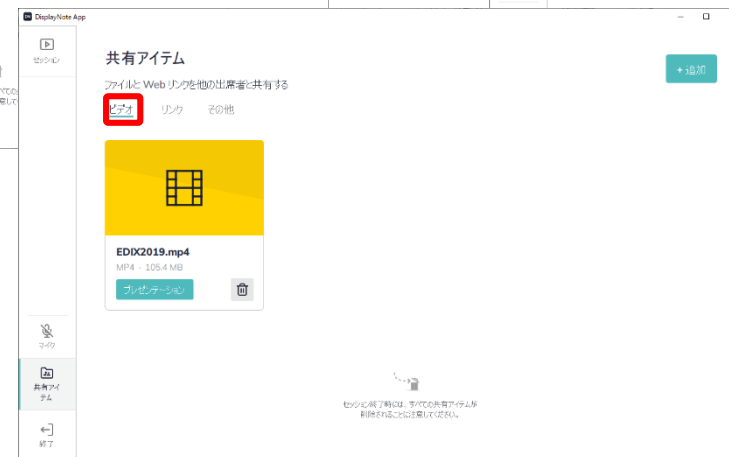 DisplayNote App
セッション
共有アイテム
+ 追加
ファイルと Web リンクを他の出席者と共有する
ビデオ
リンク
その他
EDIX2019.mp4
MP4 - 105.4 MB
プレゼンテーション
マイク
共有アイ
テム
終了
セッション終了時には、すべての共有アイテムが
削除されることに注意してください。